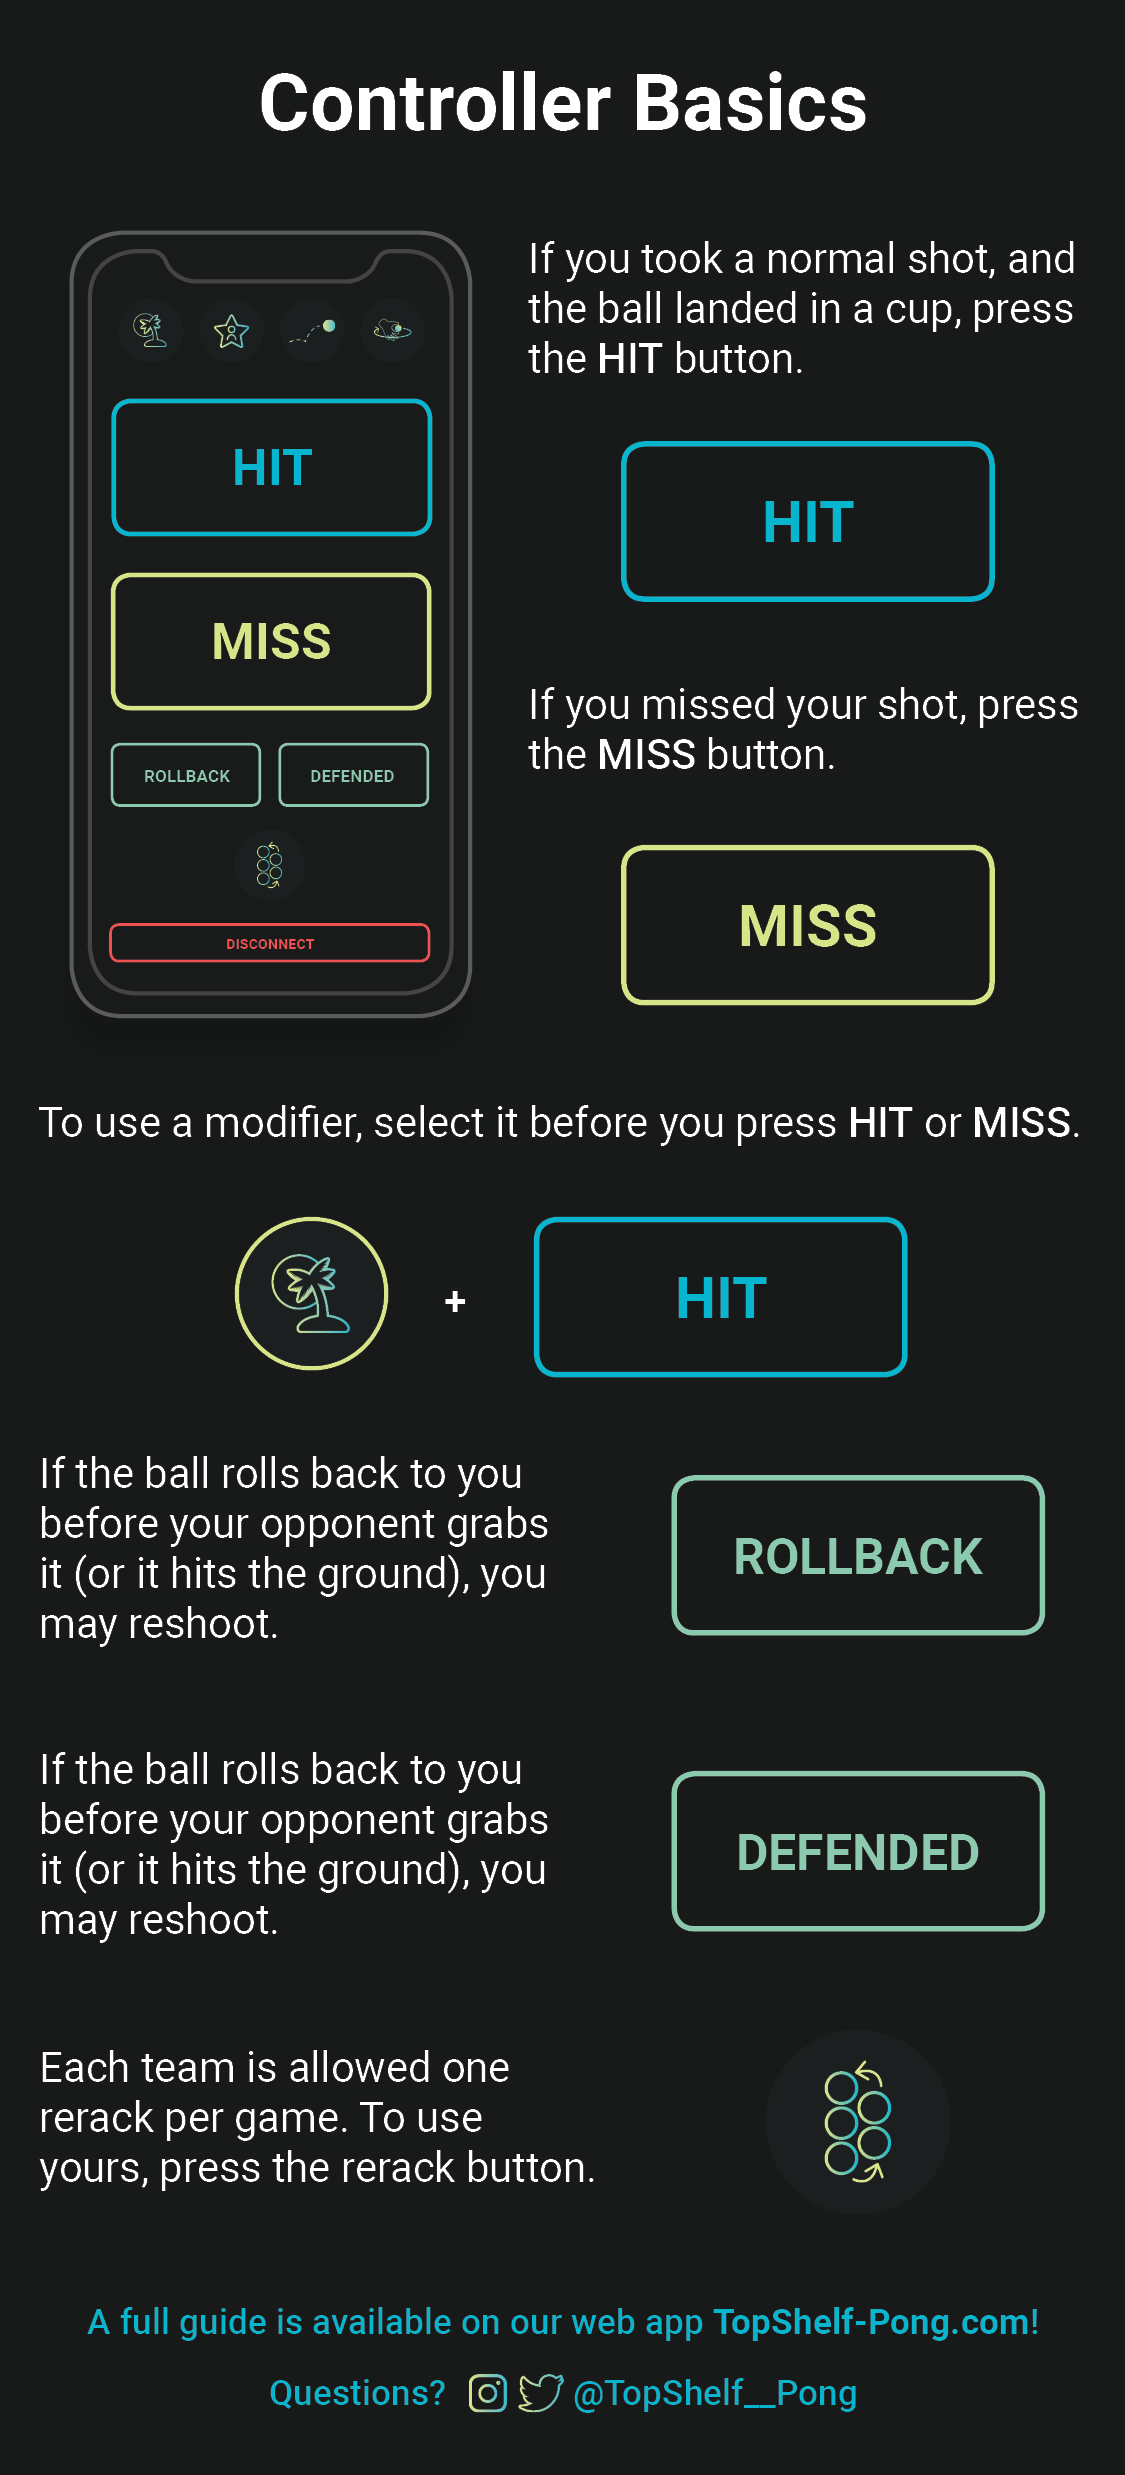 Controller Basics
HIT
MISS
ROLLBACK
DEFENDED
DISCONNECT
If you took a normal shot, and
the ball landed in a cup, press
the HIT button.
HIT
If you missed your shot, press
the MISS button.
MISS
To use a modifier, select it before you press HIT or MISS.
+
HIT
If the ball rolls back to you
before your opponent grabs
it (or it hits the ground), you
may reshoot.
ROLLBACK
If the ball rolls back to you
before your opponent grabs
it (or it hits the ground), you
may reshoot.
DEFENDED
Each team is allowed one
rerack per game. To use
yours, press the rerack button.
A full guide is available on our web app TopShelf-Pong.com!
Questions? @TopShelf__Pong